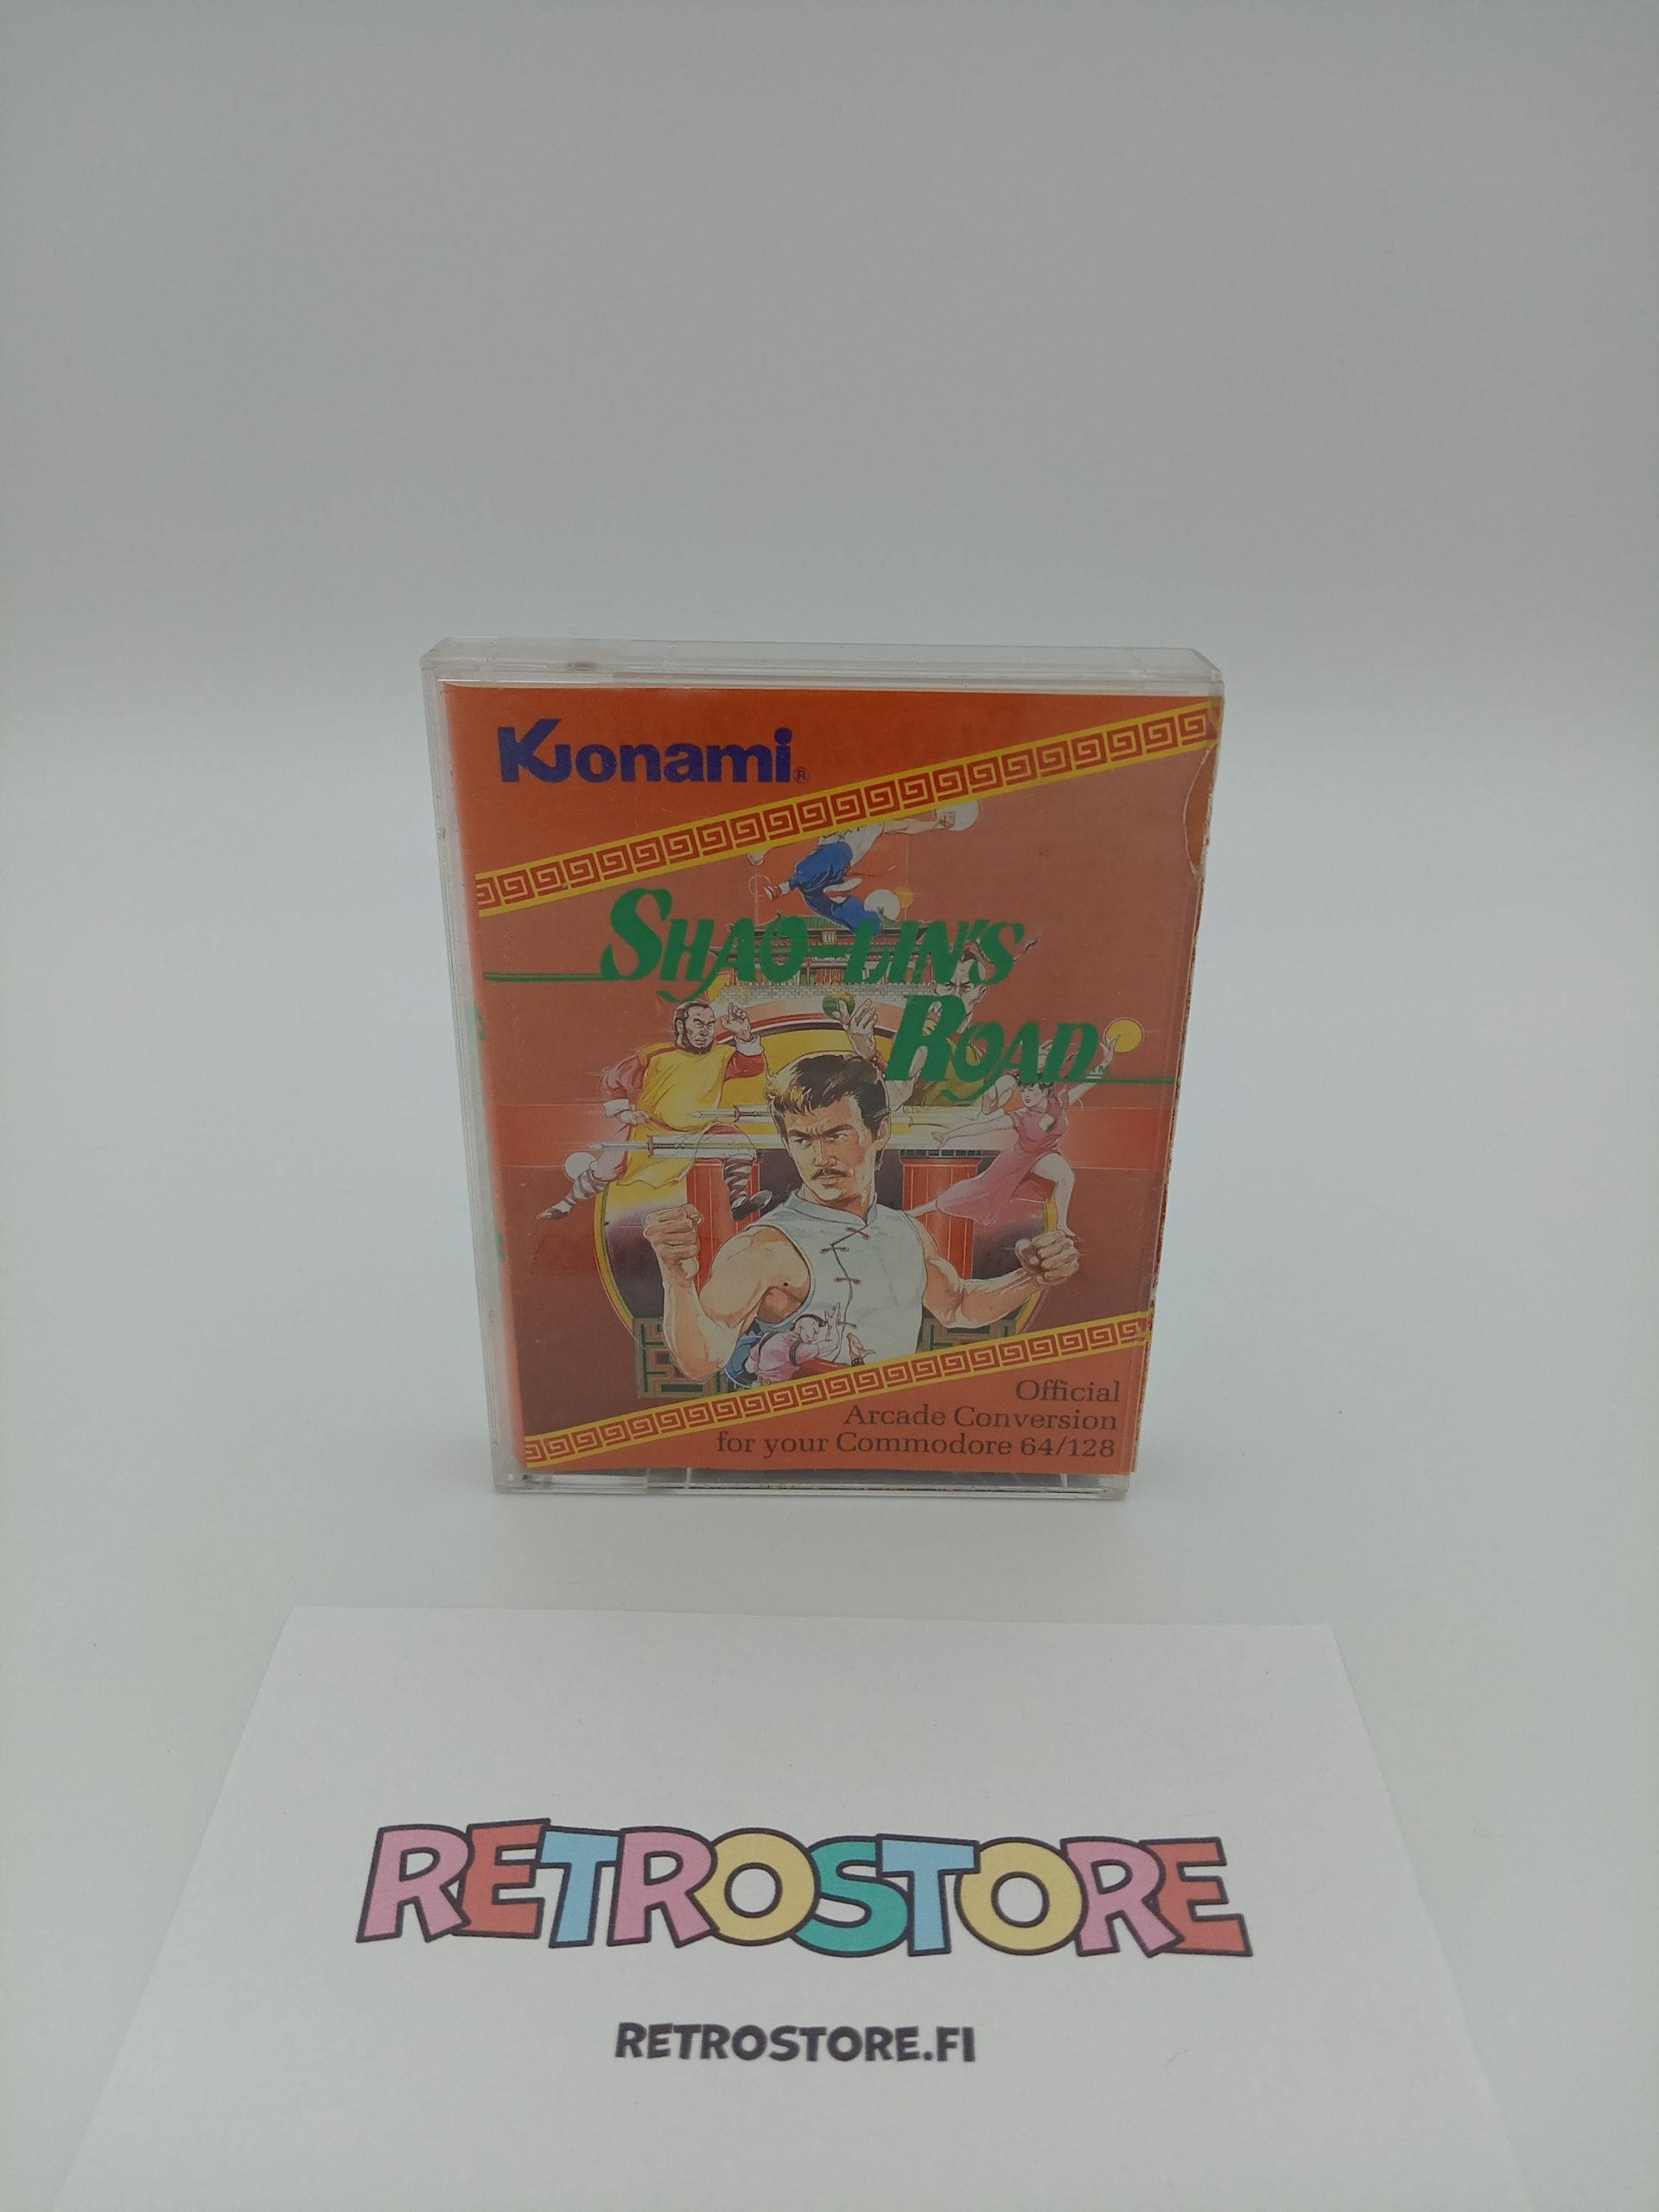 Konami®
SHAO-LIN'S
ROAD
Official
Arcade Conversion
for your Commodore 64/128
RETROSTORE
RETROSTORE.FI